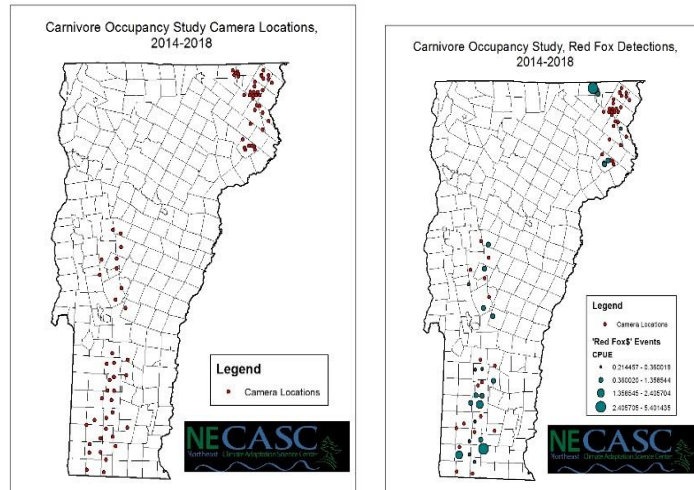 Carnivore Occupancy Study Camera Locations,
2014-2018
Legend
Camera Locations
NECASC
Northeast Climate Adaptation Science Center
Carnivore Occupancy Study, Red Fox Detections,
2014-2018
Legend
Camera Locations
'Red Fox$' Events
CPUE
0.214457 - 0.360019
0.360020 - 1.356544
1.356545 - 2.405704
2.405705 - 5.401435
NECASC
Northeast Climate Adaptation Science Center